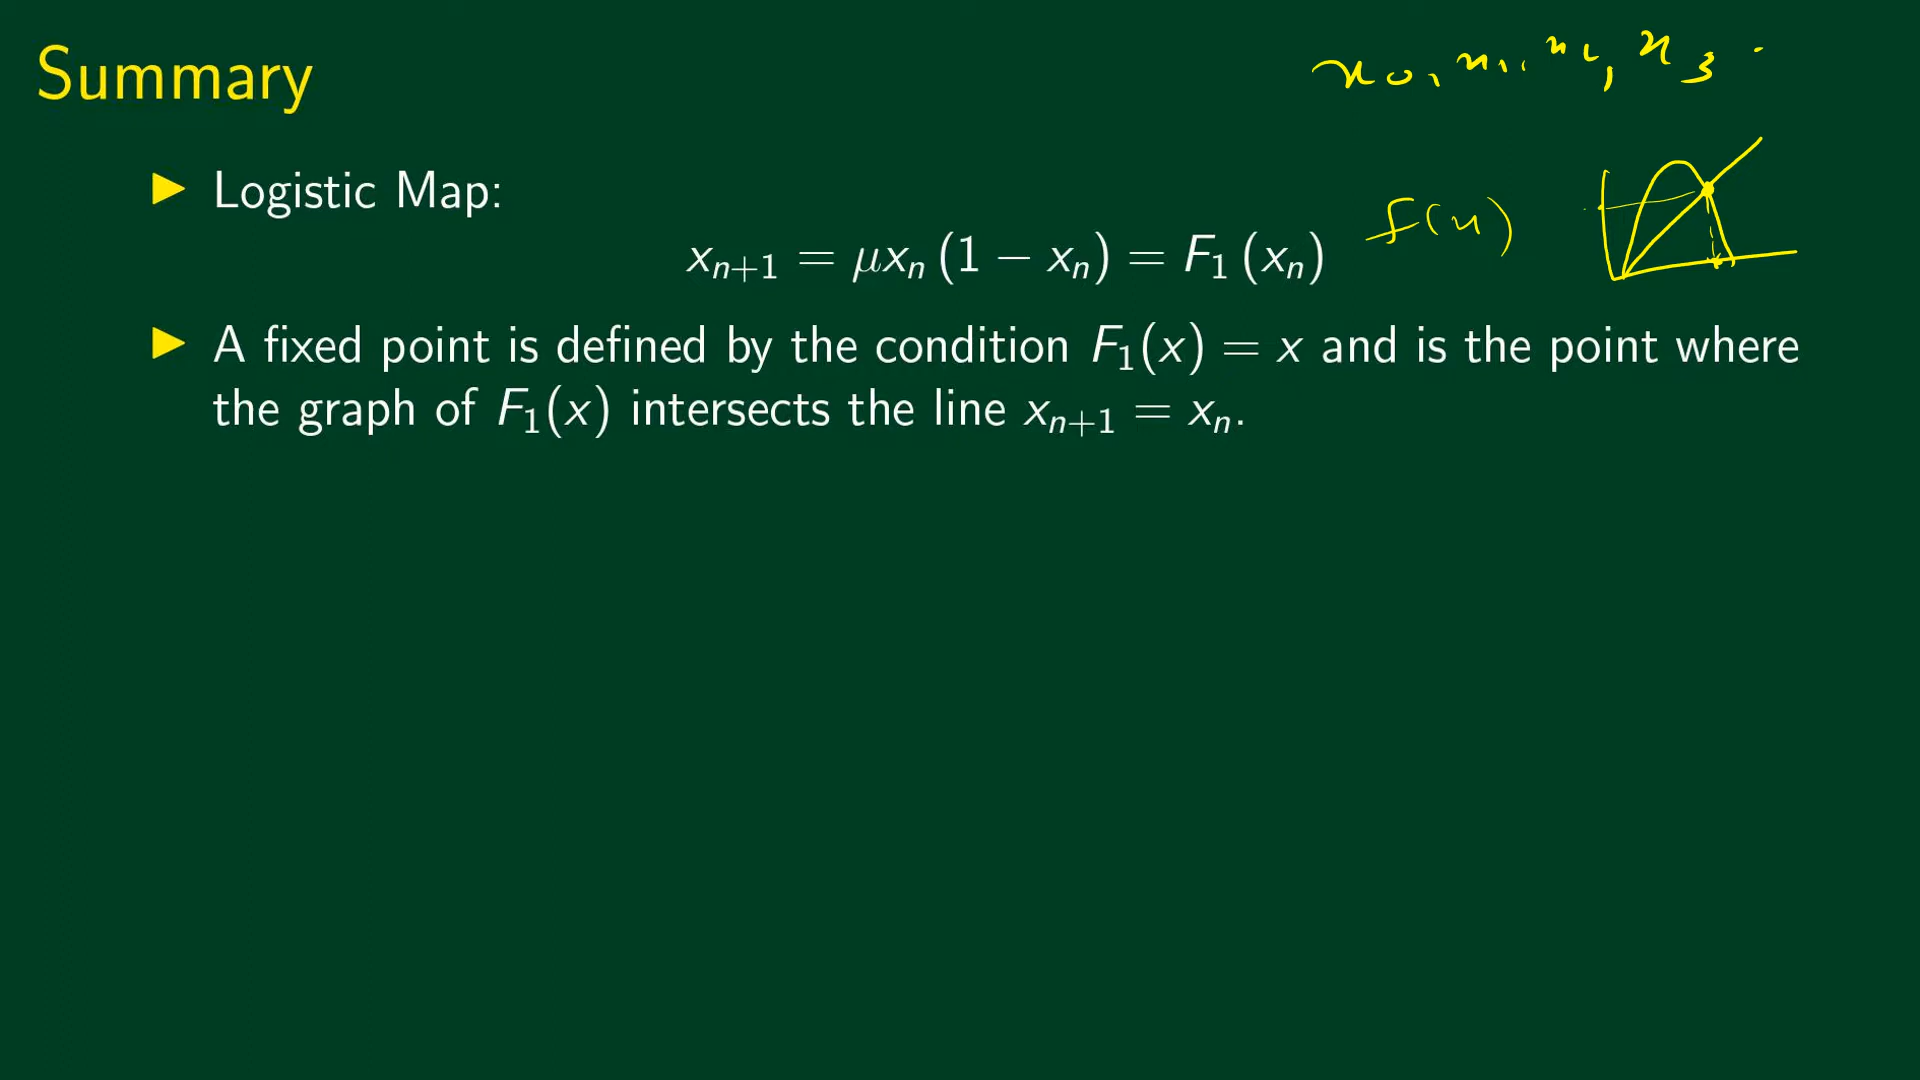 Summary
x₀, x₁, x₂, x₃ .
▶ Logistic Map:
xₙ₊₁ = μxₙ (1 − xₙ) = F₁ (xₙ)
f(x)
▶ A fixed point is defined by the condition F₁(x) = x and is the point where
the graph of F₁(x) intersects the line xₙ₊₁ = xₙ.